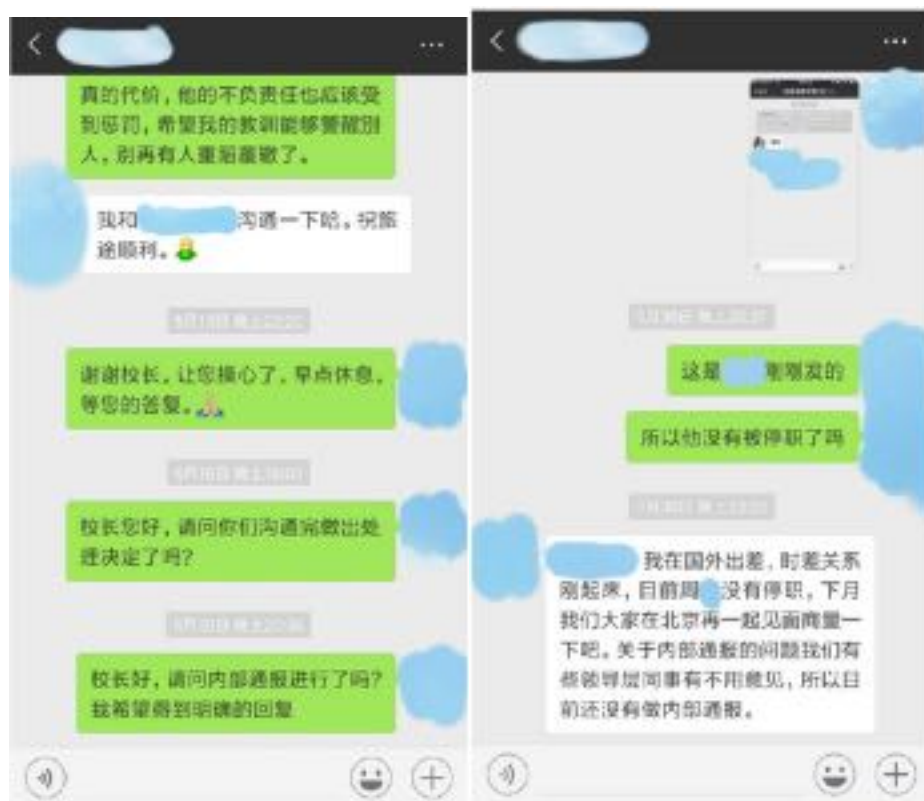 真的代价，他的不负责任也应该受
到惩罚，希望我的教训能够警醒别
人，别再有人重蹈覆辙了。
我和
沟通一下哈，祝旅
途顺利。
谢谢校长，让您操心了，早点休息，
等您的答复。
校长您好，请问你们沟通完做出处
理决定了吗?
校长好，请问内部通报进行了吗?
我希望得到明确的回复
这是
刚刚发的
所以他没有被停职了吗
我在国外出差，时差关系
刚起床，目前周
没有停职，下月
我们大家在北京再一起见面商量一
下吧。关于内部通报的问题我们有
些领导层同事有不用意见，所以目
前还没有做内部通报。